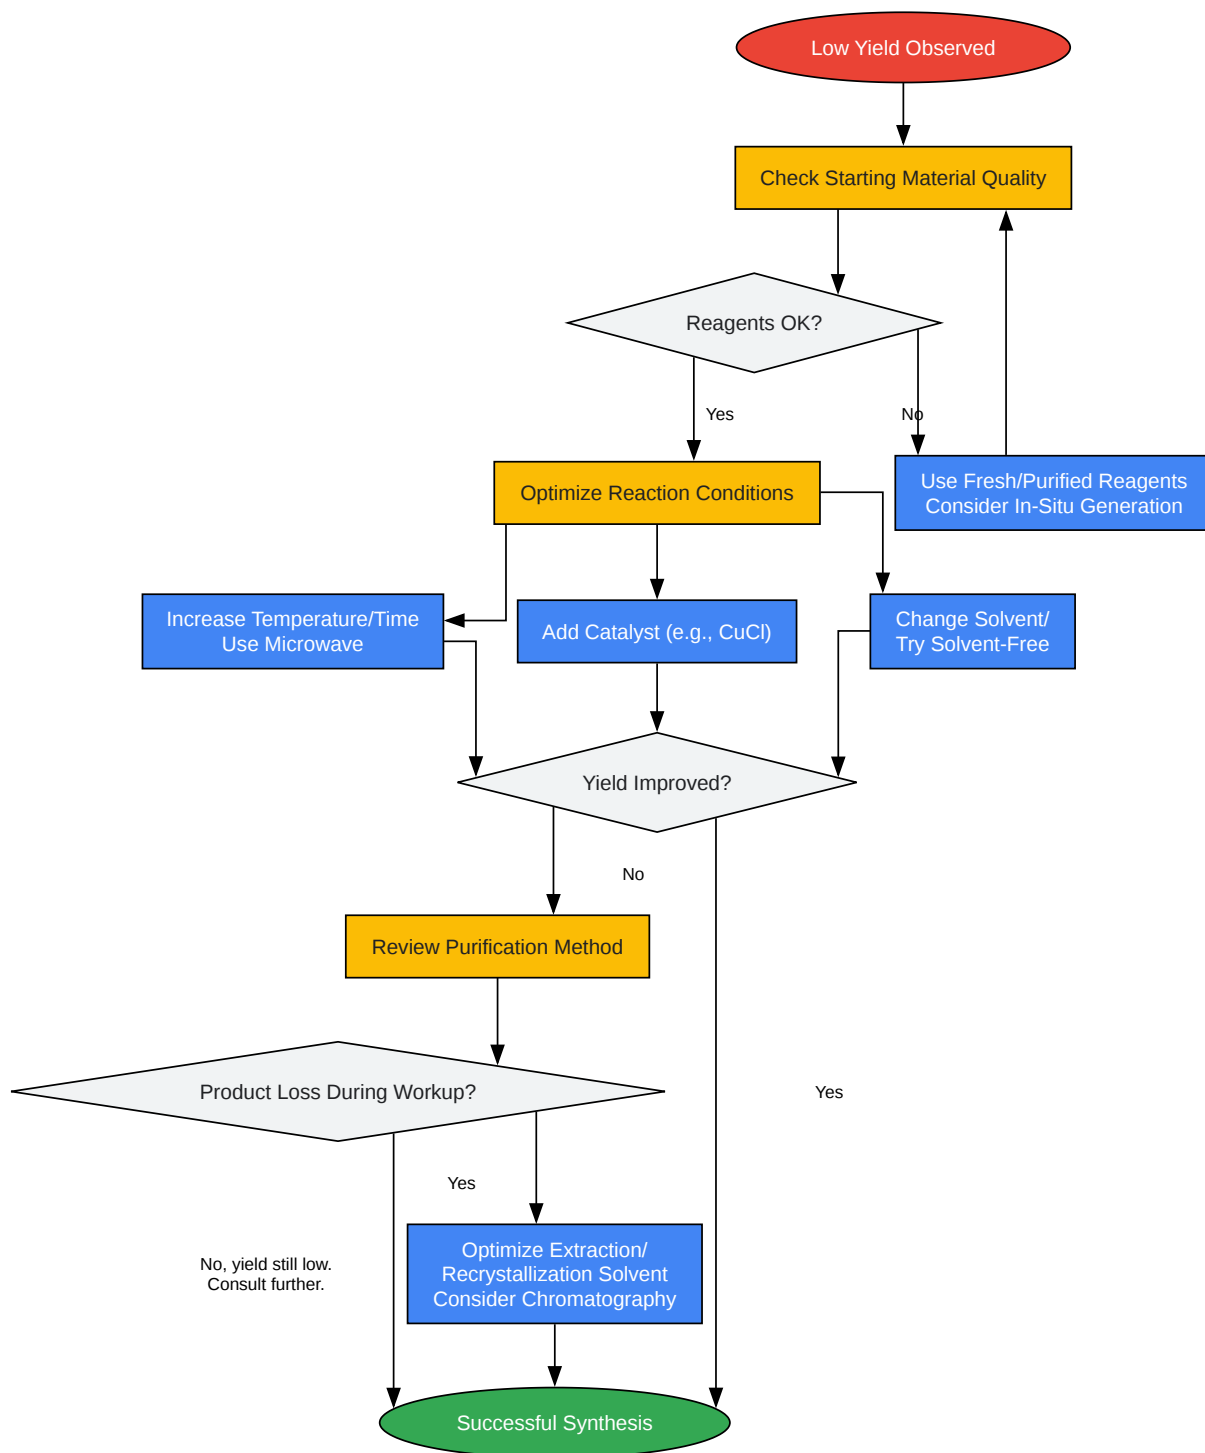 Low Yield Observed
Check Starting Material Quality
Reagents OK?
Yes
No
Optimize Reaction Conditions
Use Fresh/Purified Reagents
Consider In-Situ Generation
Increase Temperature/Time
Use Microwave
Add Catalyst (e.g., CuCl)
Change Solvent/
Try Solvent-Free
Yield Improved?
No
Review Purification Method
Product Loss During Workup?
Yes
Yes
No, yield still low.
Consult further.
Optimize Extraction/
Recrystallization Solvent
Consider Chromatography
Successful Synthesis